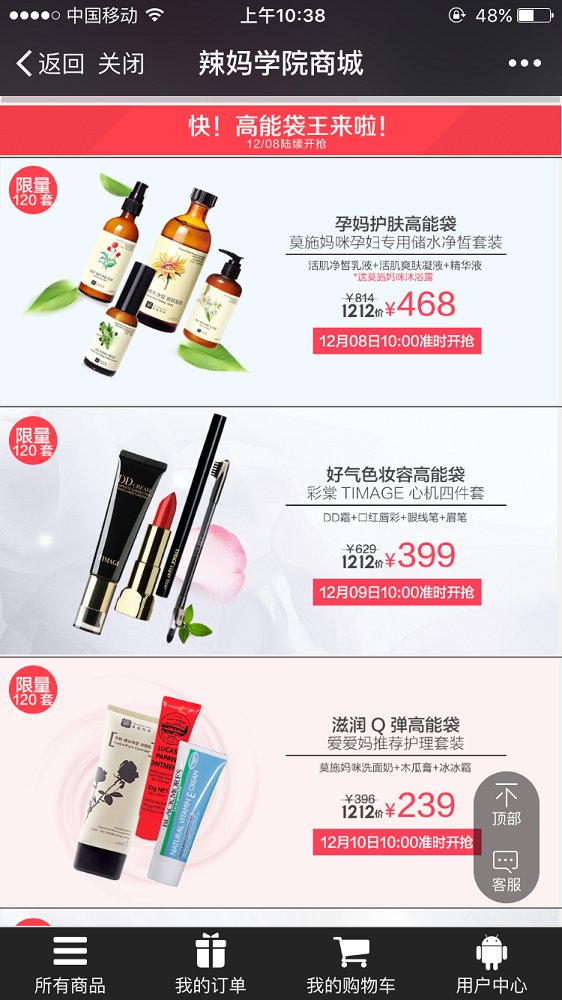 中国移动
上午10:38
48%
返回 关闭
辣妈学院商城
快！高能袋王来啦！
12/08陆续开抢
限量
120套
孕妈护肤高能袋
莫施妈咪孕妇专用储水净皙套装
活肌净皙乳液+活肌爽肤凝液+精华液
*送莫施妈咪沐浴露
¥814
1212价¥468
12月08日10:00准时开抢
限量
120套
DD CREAM
TIMAGE
好气色妆容高能袋
彩棠 TIMAGE 心机四件套
DD霜+口红唇彩+眼线笔+眉笔
¥629
1212价¥399
12月09日10:00准时开抢
限量
120套
LUCAS
PAPAW
OINTMENT
25g NET
BLACKMORES
NATURAL VITAMIN E CREAM
滋润 Q 弹高能袋
爱爱妈推荐护理套装
莫施妈咪洗面奶+木瓜膏+冰冰霜
¥396
1212价¥239
12月10日10:00准时开抢
顶部
客服
所有商品
我的订单
我的购物车
用户中心